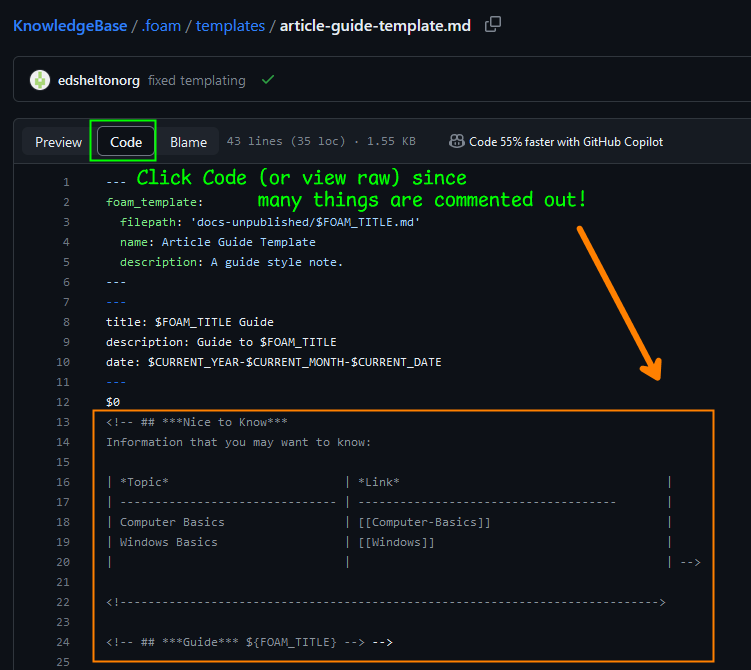 KnowledgeBase / .foam / templates / article-guide-template.md
edsheltonorg fixed templating
Preview Code Blame 43 lines (35 loc) · 1.55 KB Code 55% faster with GitHub Copilot
Click Code (or view raw) since
many things are commented out!
1 ---
2 foam_template:
3 filepath: 'docs-unpublished/$FOAM_TITLE.md'
4 name: Article Guide Template
5 description: A guide style note.
6 ---
7 ---
8 title: $FOAM_TITLE Guide
9 description: Guide to $FOAM_TITLE
10 date: $CURRENT_YEAR-$CURRENT_MONTH-$CURRENT_DATE
11 ---
12 $0
13 <!-- ## ***Nice to Know***
14 Information that you may want to know:
15
16 | *Topic* | *Link* |
17 | ------------------------------- | ------------------------------------- |
18 | Computer Basics | [[Computer-Basics]] |
19 | Windows Basics | [[Windows]] |
20 | | | -->
21
22 <!----------------------------------------------------------------------------->
23
24 <!-- ## ***Guide*** ${FOAM_TITLE} --> -->
25